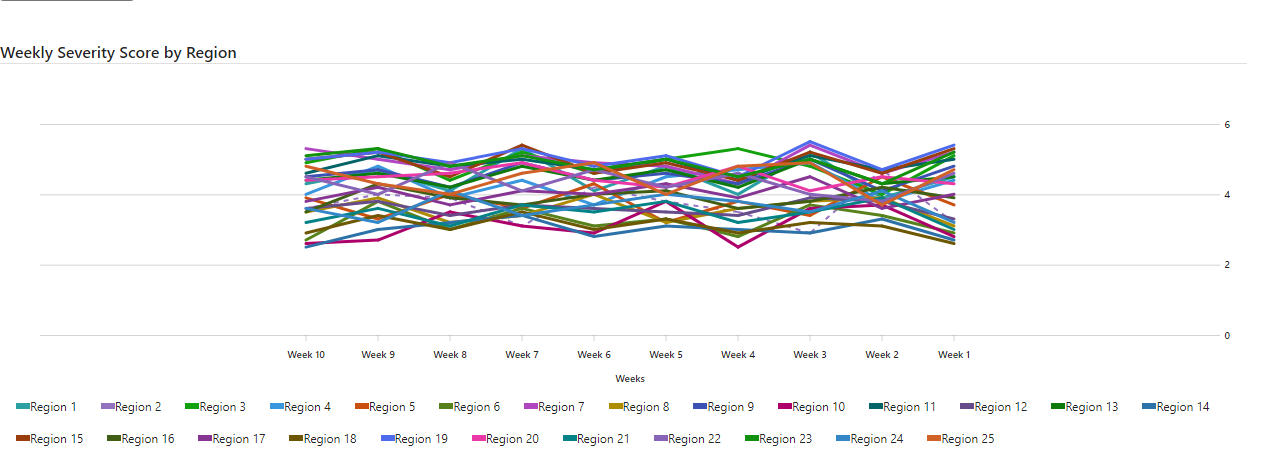 Weekly Severity Score by Region
6
4
2
0
Week 10 Week 9 Week 8 Week 7 Week 6 Week 5 Week 4 Week 3 Week 2 Week 1
Weeks
Region 1 Region 2 Region 3 Region 4 Region 5 Region 6 Region 7 Region 8 Region 9 Region 10 Region 11 Region 12 Region 13 Region 14
Region 15 Region 16 Region 17 Region 18 Region 19 Region 20 Region 21 Region 22 Region 23 Region 24 Region 25